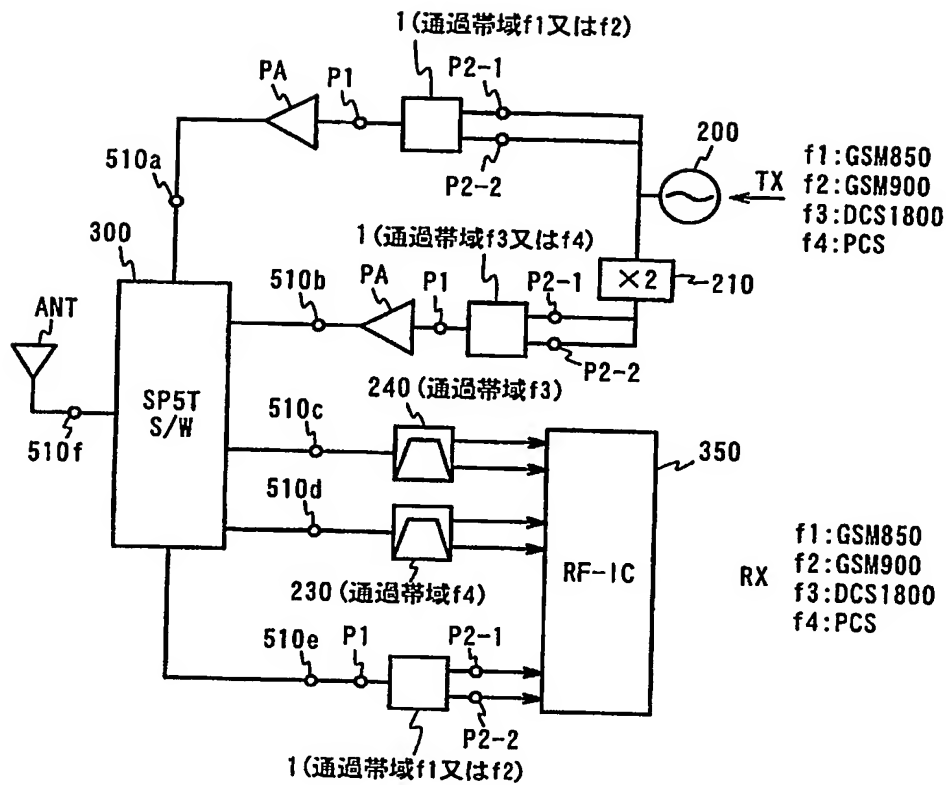 1(通過帯域f1又はf2)
PA
P1
P2-1
P2-2
200
TX
f1:GSM850
f2:GSM900
f3:DCS1800
f4:PCS
510a
300
1(通過帯域f3又はf4)
510b
PA
P1
P2-1
P2-2
×2
210
ANT
510f
SP5T
S/W
510c
240(通過帯域f3)
510d
230(通過帯域f4)
350
RF-IC
RX
f1:GSM850
f2:GSM900
f3:DCS1800
f4:PCS
510e
P1
P2-1
P2-2
1(通過帯域f1又はf2)